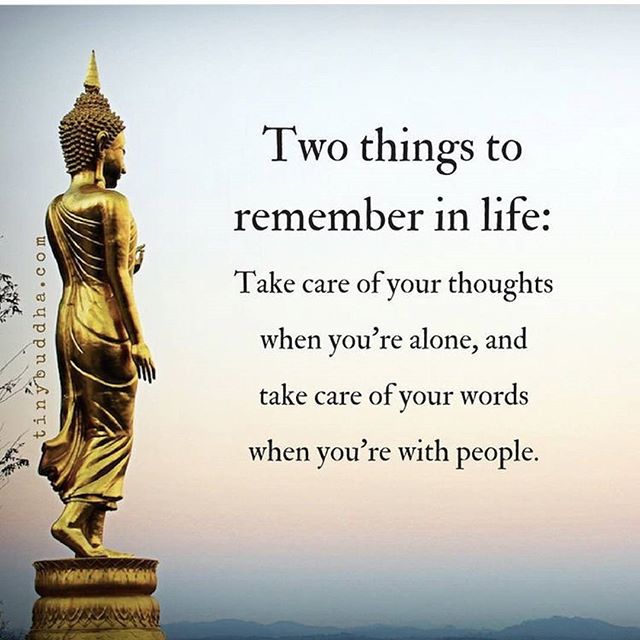 Two things to
remember in life:
Take care of your thoughts
when you're alone, and
take care of your words
when you're with people.
tinybuddha.com